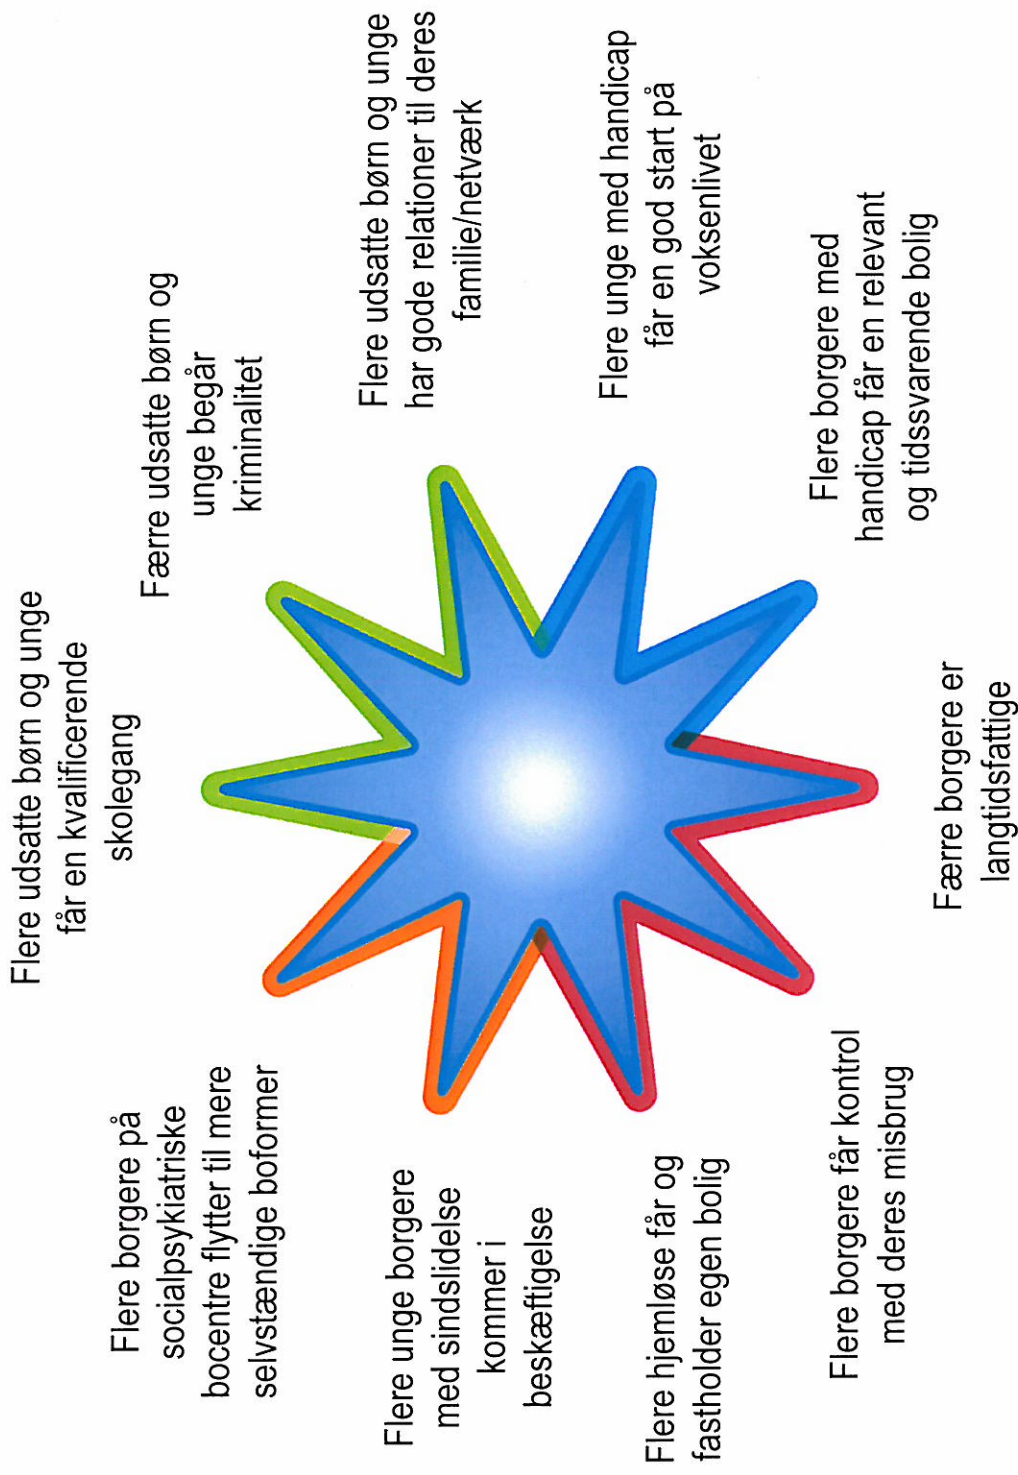 Flere udsatte børn og unge
får en kvalificerende
skolegang
Færre udsatte børn og
unge begår
kriminalitet
Flere udsatte børn og unge
har gode relationer til deres
familie/netværk
Flere unge med handicap
får en god start på
voksenlivet
Flere borgere med
handicap får en relevant
og tidssvarende bolig
Færre borgere er
langtidsfattige
Flere borgere får kontrol
med deres misbrug
Flere hjemløse får og
fastholder egen bolig
Flere unge borgere
med sindslidelse
kommer i
beskæftigelse
Flere borgere på
socialpsykiatriske
bocentre flytter til mere
selvstændige boformer